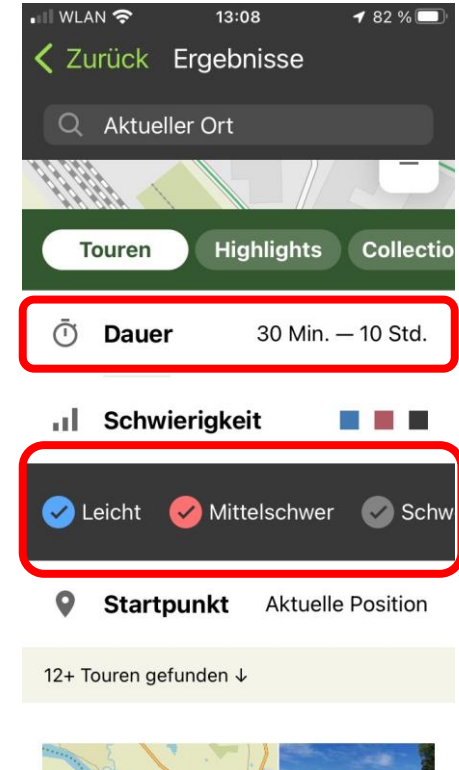 WLAN 13:08 82 %
Zurück Ergebnisse
Aktueller Ort
Touren Highlights Collectio
Dauer 30 Min. — 10 Std.
Schwierigkeit
Leicht Mittelschwer Schw
Startpunkt Aktuelle Position
12+ Touren gefunden ↓